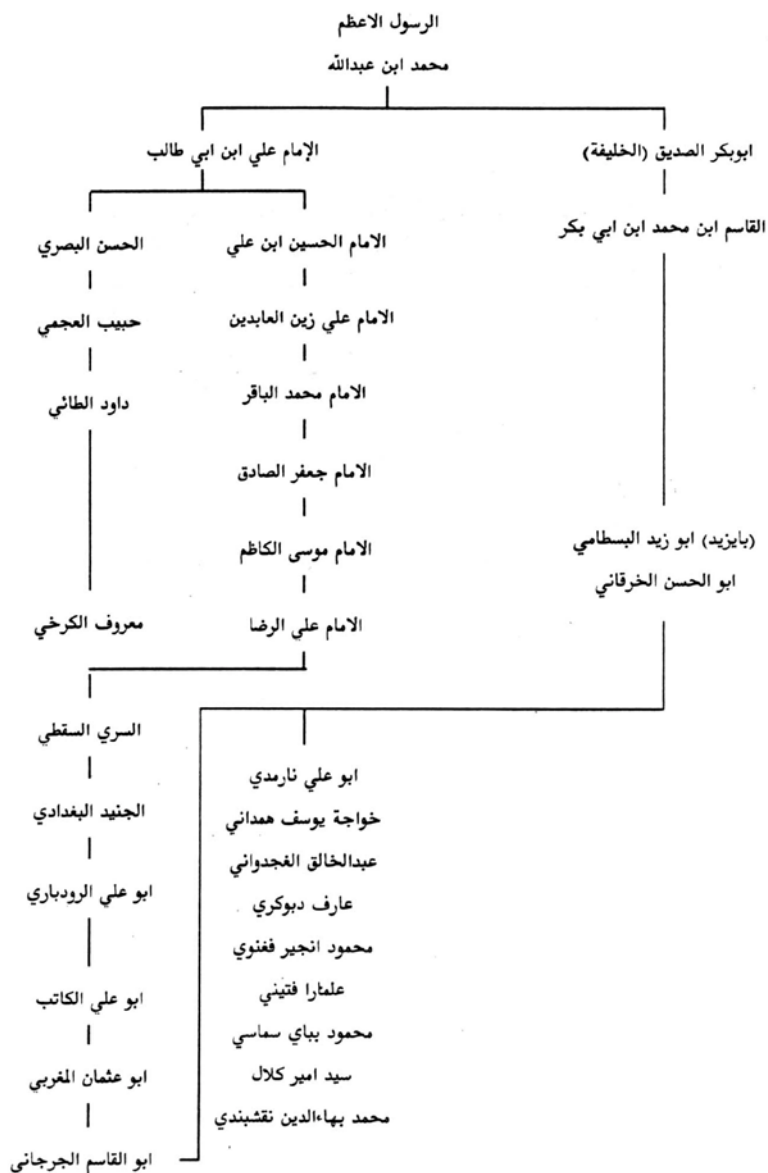 الرسول الاعظم
محمد ابن عبدالله
ابوبكر الصديق (الخليفة)
الإمام علي ابن ابي طالب
القاسم ابن محمد ابن ابي بكر
الامام الحسين ابن علي
الحسن البصري
الامام علي زين العابدين
حبيب العجمي
الامام محمد الباقر
داود الطائي
الامام جعفر الصادق
(بايزيد) ابو زيد البسطامي
الامام موسى الكاظم
ابو الحسن الخرقاني
الامام علي الرضا
معروف الكرخي
السري السقطي
الجنيد البغدادي
ابو علي الرودباري
ابو علي الكاتب
ابو عثمان المغربي
ابو القاسم الجرجاني
ابو علي نارمدي
خواجة يوسف همداني
عبدالخالق الغجدواني
عارف دبوكري
محمود انجير فغنوي
علمارا فتيني
محمود بباي سماسي
سيد امير كلال
محمد بهاءالدين نقشبندي